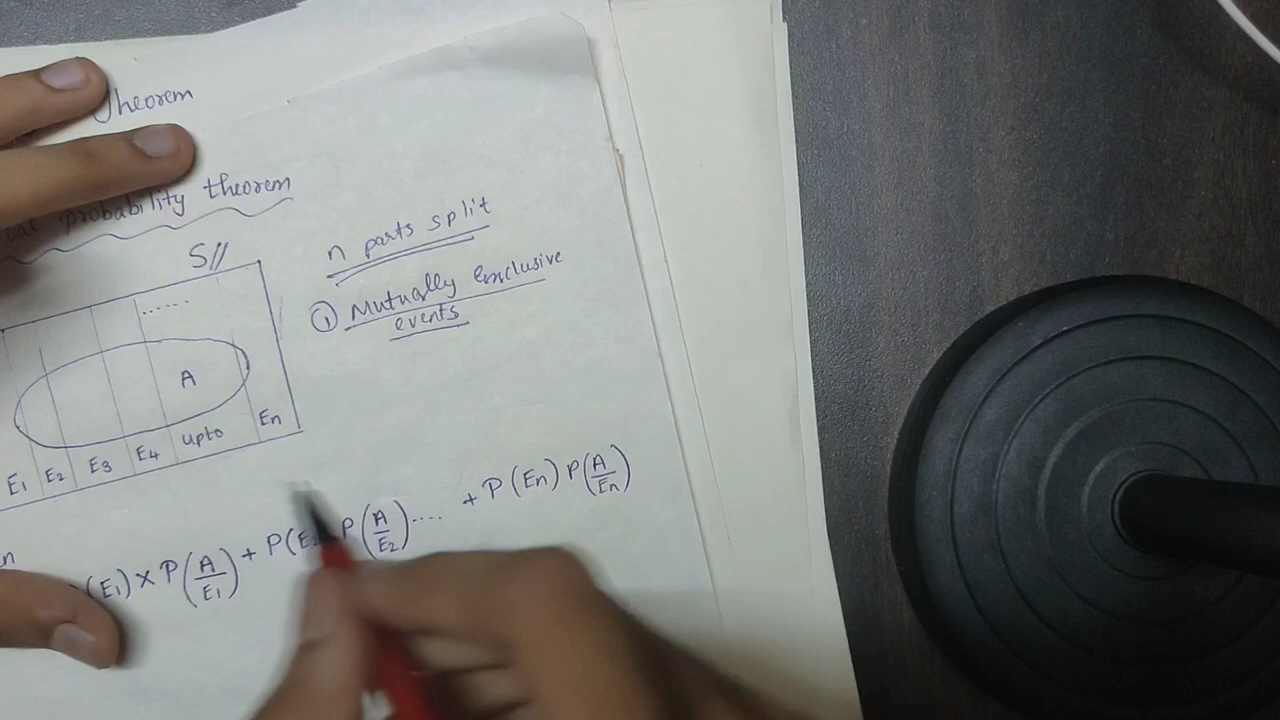 Theorem
probability theorem
S//
n parts split
① Mutually Exclusive
events
......
A
E1 E2 E3 E4 upto En
(E1) × P(A/E1) + P(E2) P(A/E2) .... + P(En) P(A/En)